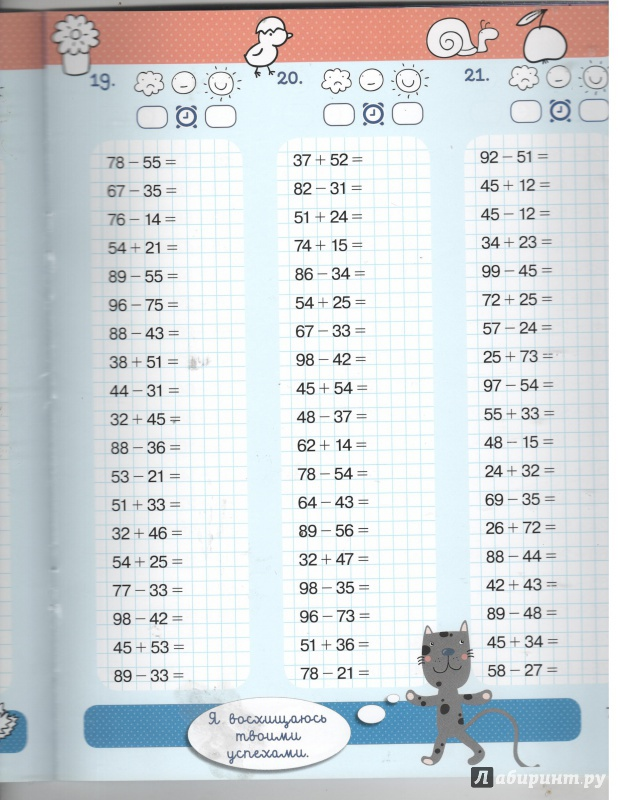 19.
78 − 55 =
67 − 35 =
76 − 14 =
54 + 21 =
89 − 55 =
96 − 75 =
88 − 43 =
38 + 51 =
44 − 31 =
32 + 45 =
88 − 36 =
53 − 21 =
51 + 33 =
32 + 46 =
54 + 25 =
77 − 33 =
98 − 42 =
45 + 53 =
89 − 33 =
20.
37 + 52 =
82 − 31 =
51 + 24 =
74 + 15 =
86 − 34 =
54 + 25 =
67 − 33 =
98 − 42 =
45 + 54 =
48 − 37 =
62 + 14 =
78 − 54 =
64 − 43 =
89 − 56 =
32 + 47 =
98 − 35 =
96 − 73 =
51 + 36 =
78 − 21 =
21.
92 − 51 =
45 + 12 =
45 − 12 =
34 + 23 =
99 − 45 =
72 + 25 =
57 − 24 =
25 + 73 =
97 − 54 =
55 + 33 =
48 − 15 =
24 + 32 =
69 − 35 =
26 + 72 =
88 − 44 =
42 + 43 =
89 − 48 =
45 + 34 =
58 − 27 =
Я восхищаюсь
твоими
успехами.
Лабиринт.ру